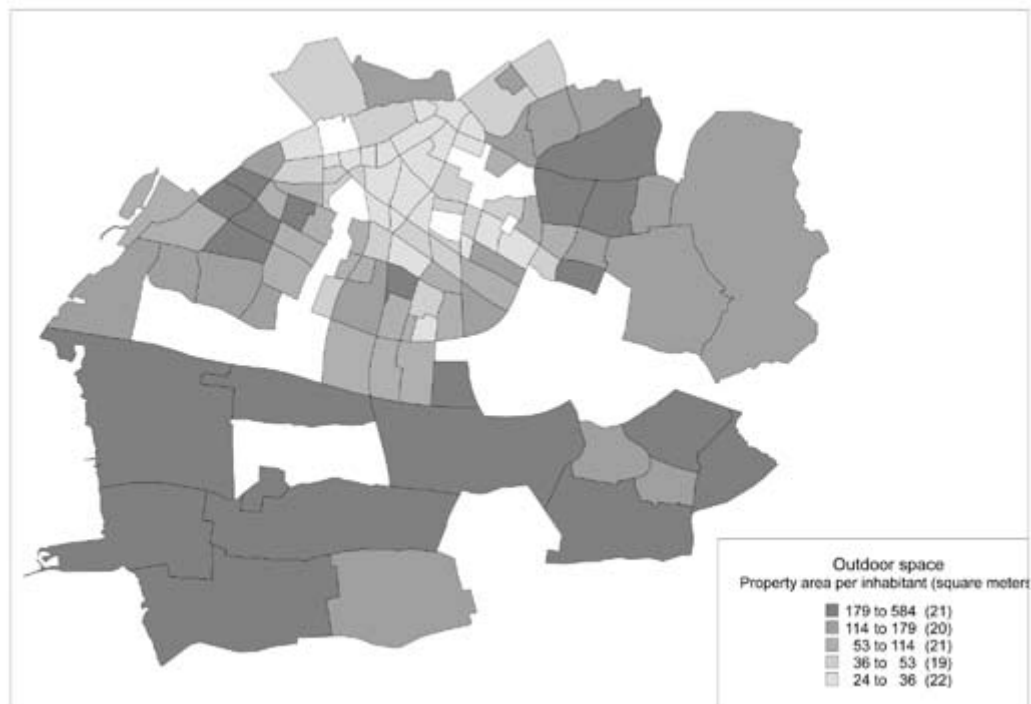 Outdoor space
Property area per inhabitant (square meters
179 to 584 (21)
114 to 179 (20)
53 to 114 (21)
36 to 53 (19)
24 to 36 (22)